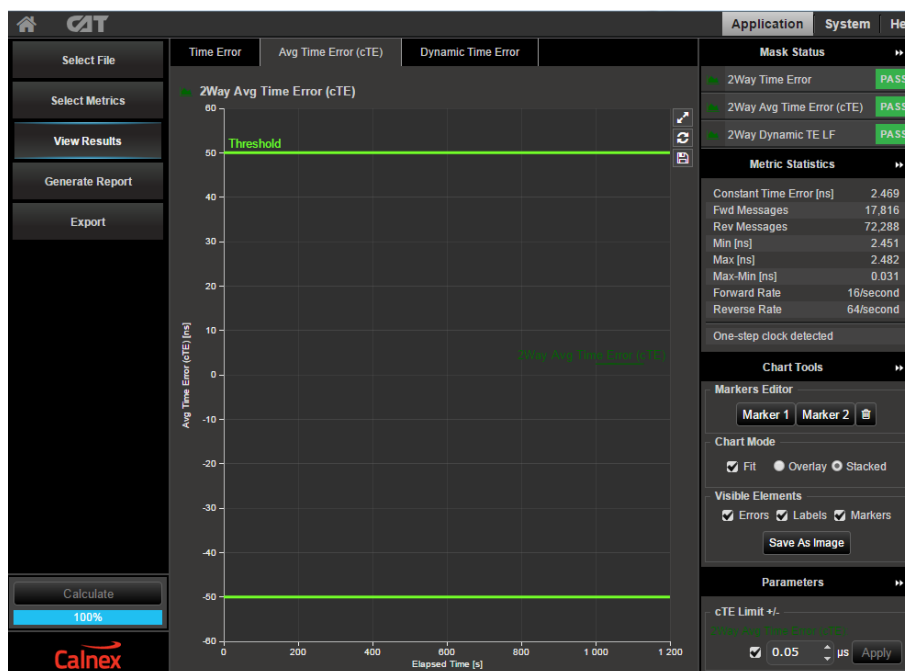 CAT
Application System He
Select File
Select Metrics
View Results
Generate Report
Export
Calculate
100%
Calnex
Time Error Avg Time Error (cTE) Dynamic Time Error
2Way Avg Time Error (cTE)
Avg Time Error (cTE) [ns]
60
50
40
30
20
10
0
-10
-20
-30
-40
-50
-60
Threshold
2Way Avg Time Error (cTE)
0 200 400 600 800 1 000 1 200
Elapsed Time [s]
Mask Status
2Way Time Error PASS
2Way Avg Time Error (cTE) PASS
2Way Dynamic TE LF PASS
Metric Statistics
Constant Time Error [ns] 2.469
Fwd Messages 17,816
Rev Messages 72,288
Min [ns] 2.451
Max [ns] 2.482
Max-Min [ns] 0.031
Forward Rate 16/second
Reverse Rate 64/second
One-step clock detected
Chart Tools
Markers Editor
Marker 1 Marker 2
Chart Mode
Fit Overlay Stacked
Visible Elements
Errors Labels Markers
Save As Image
Parameters
cTE Limit +/-
2Way Avg Time Error (cTE)
0.05 µs Apply